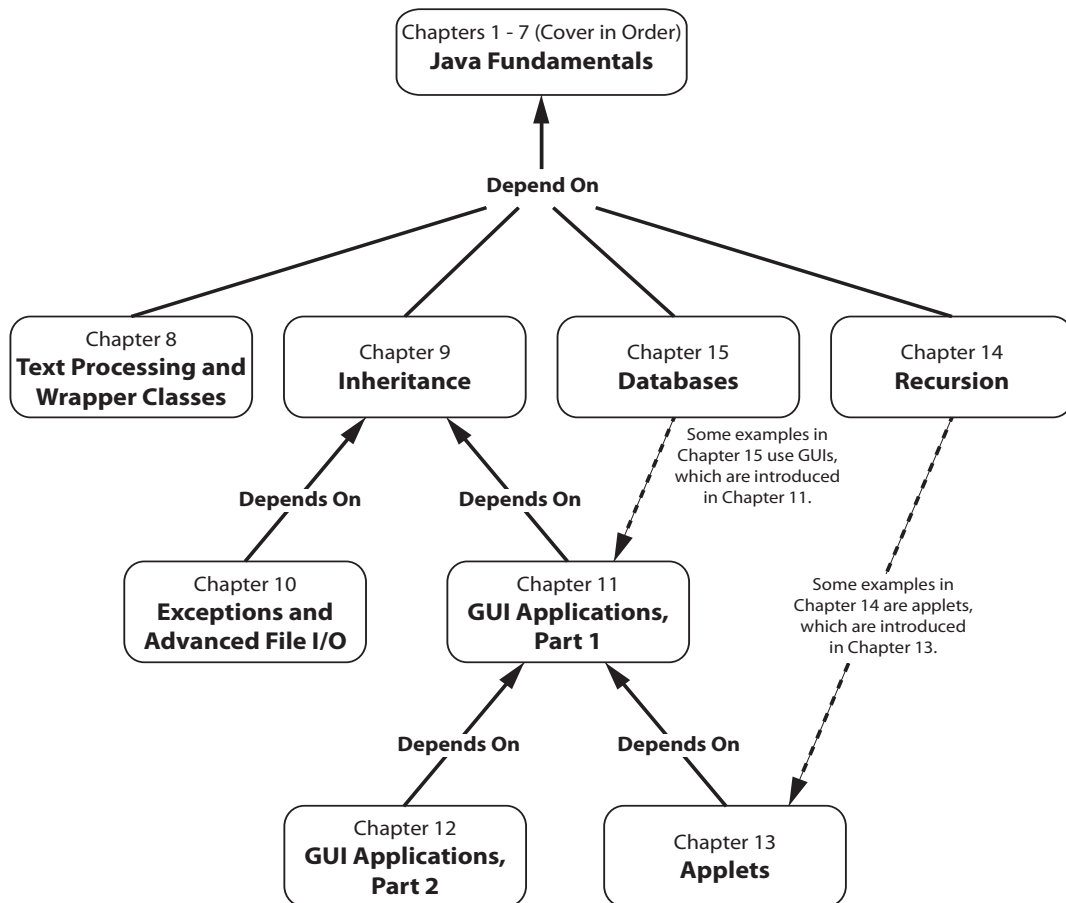 Chapters 1 - 7 (Cover in Order)
Java Fundamentals
Depend On
Chapter 8
Text Processing and
Wrapper Classes
Chapter 9
Inheritance
Chapter 15
Databases
Chapter 14
Recursion
Some examples in
Chapter 15 use GUIs,
which are introduced
in Chapter 11.
Depends On
Depends On
Chapter 10
Exceptions and
Advanced File I/O
Chapter 11
GUI Applications,
Part 1
Some examples in
Chapter 14 are applets,
which are introduced
in Chapter 13.
Depends On
Depends On
Chapter 12
GUI Applications,
Part 2
Chapter 13
Applets